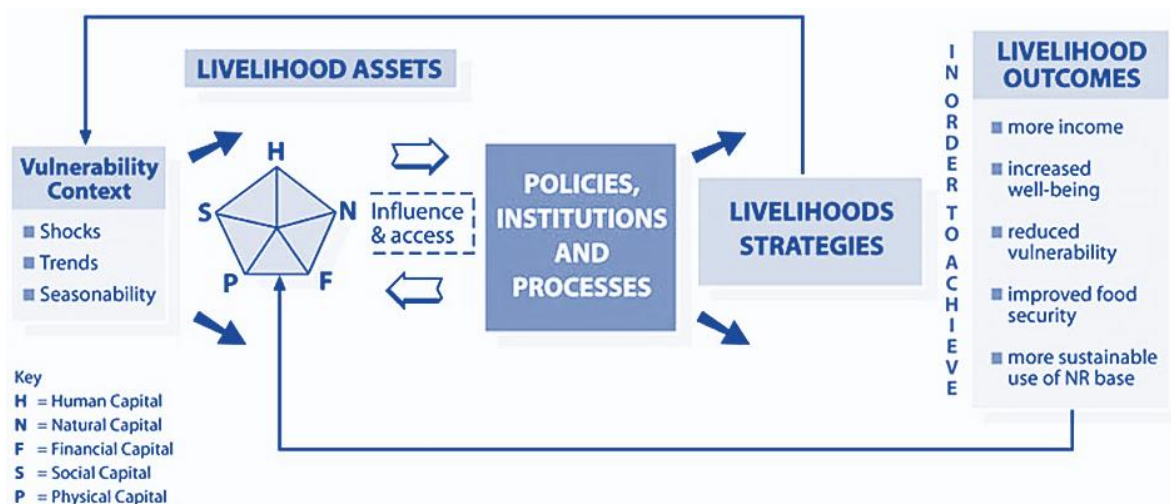 LIVELIHOOD ASSETS
Vulnerability
Context
Shocks
Trends
Seasonability
H
S
N
P
F
Influence
& access
POLICIES,
INSTITUTIONS
AND
PROCESSES
LIVELIHOODS
STRATEGIES
IN ORDER TO ACHIEVE
LIVELIHOOD
OUTCOMES
more income
increased
well-being
reduced
vulnerability
improved food
security
more sustainable
use of NR base
Key
H = Human Capital
N = Natural Capital
F = Financial Capital
S = Social Capital
P = Physical Capital